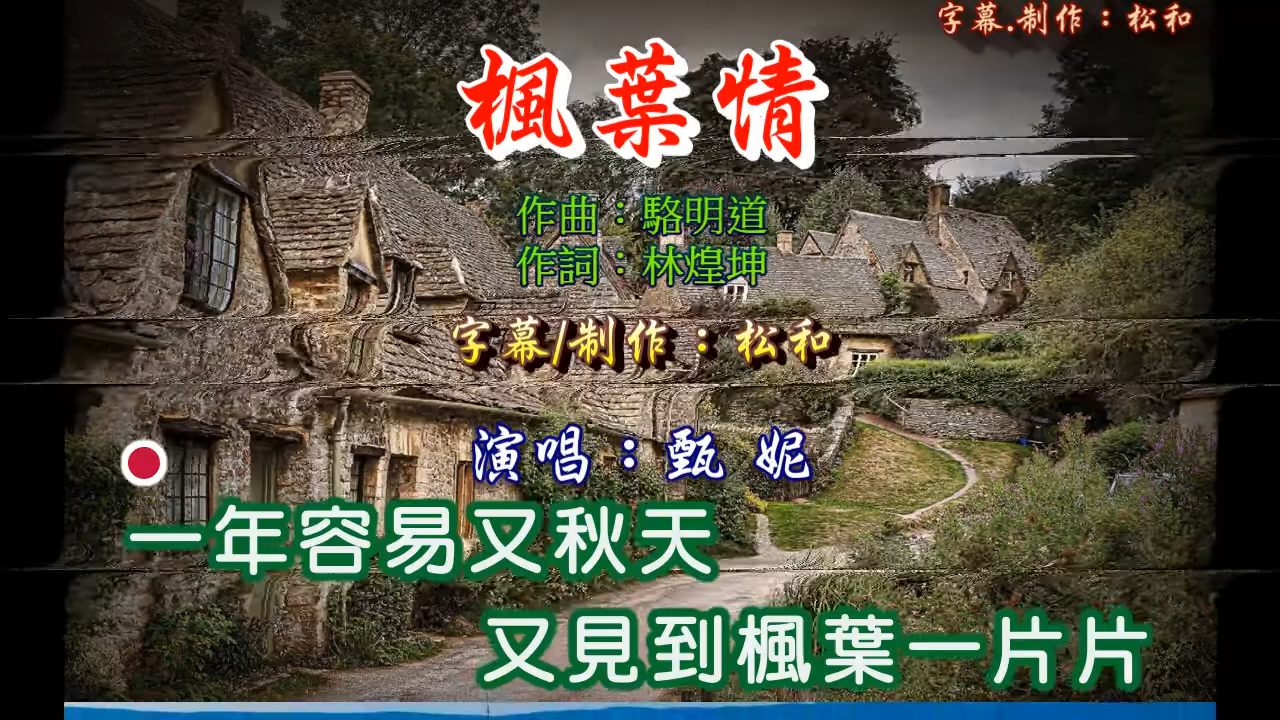 字幕.制作：松和
楓葉情
作曲：駱明道
作詞：林煌坤
字幕/制作：松和
演唱：甄 妮
一年容易又秋天
又見到楓葉一片片